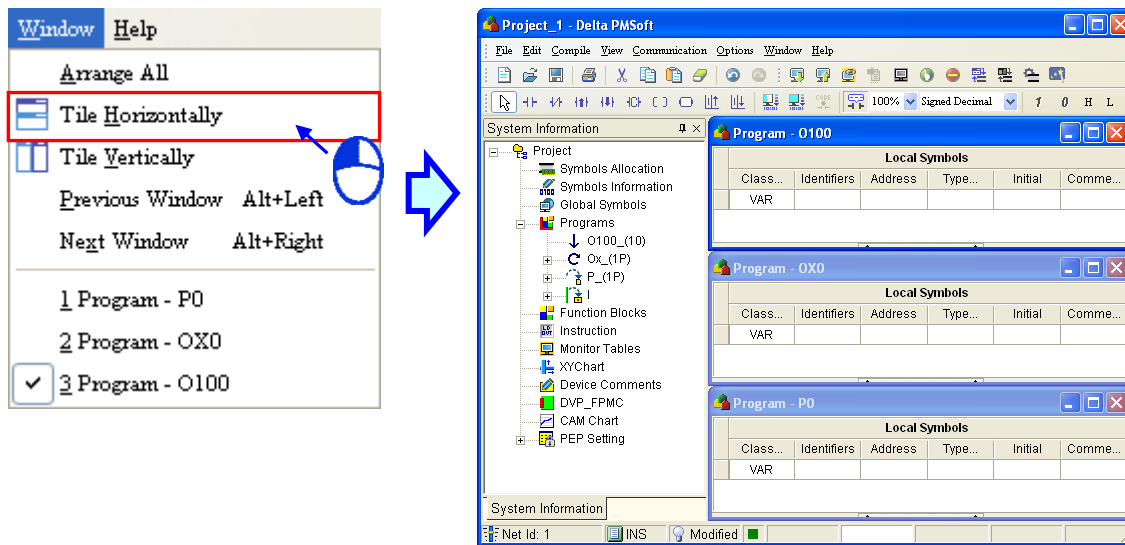 Window Help
Arrange All
Tile Horizontally
Tile Vertically
Previous Window Alt+Left
Next Window Alt+Right
1 Program - P0
2 Program - OX0
3 Program - O100
Project_1 - Delta PMSoft
File Edit Compile View Communication Options Window Help
CODE 100% Signed Decimal 1 0 H L
System Information
Project
Symbols Allocation
Symbols Information
Global Symbols
Programs
O100_(10)
Ox_(1P)
P_(1P)
I
Function Blocks
Instruction
Monitor Tables
XYChart
Device Comments
DVP_FPMC
CAM Chart
PEP Setting
System Information
Program - O100
Local Symbols
Class... Identifiers Address Type... Initial Comme...
VAR
Program - OX0
Local Symbols
Class... Identifiers Address Type... Initial Comme...
VAR
Program - P0
Local Symbols
Class... Identifiers Address Type... Initial Comme...
VAR
Net Id: 1 INS Modified